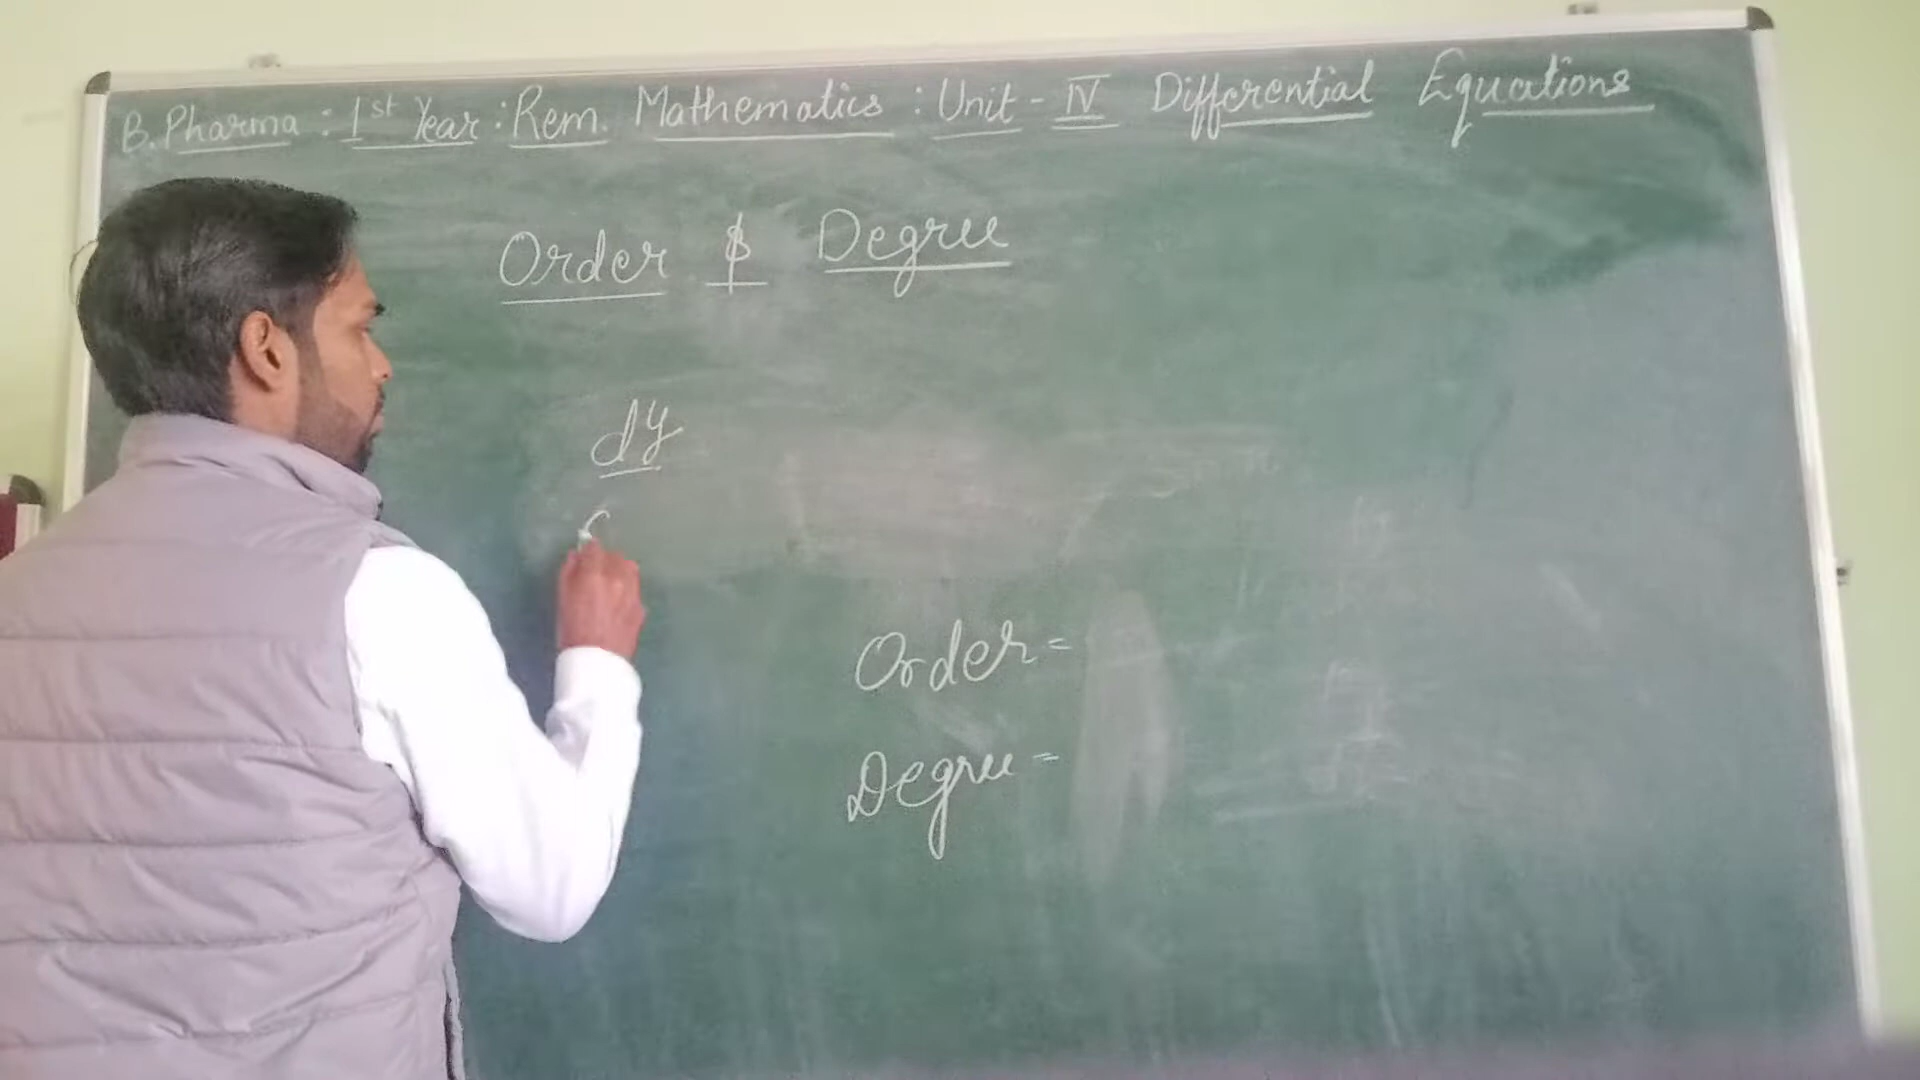 B. Pharma : 1st Year : Rem. Mathematics : Unit - IV Differential Equations
Order & Degree
dy
Order =
Degree =